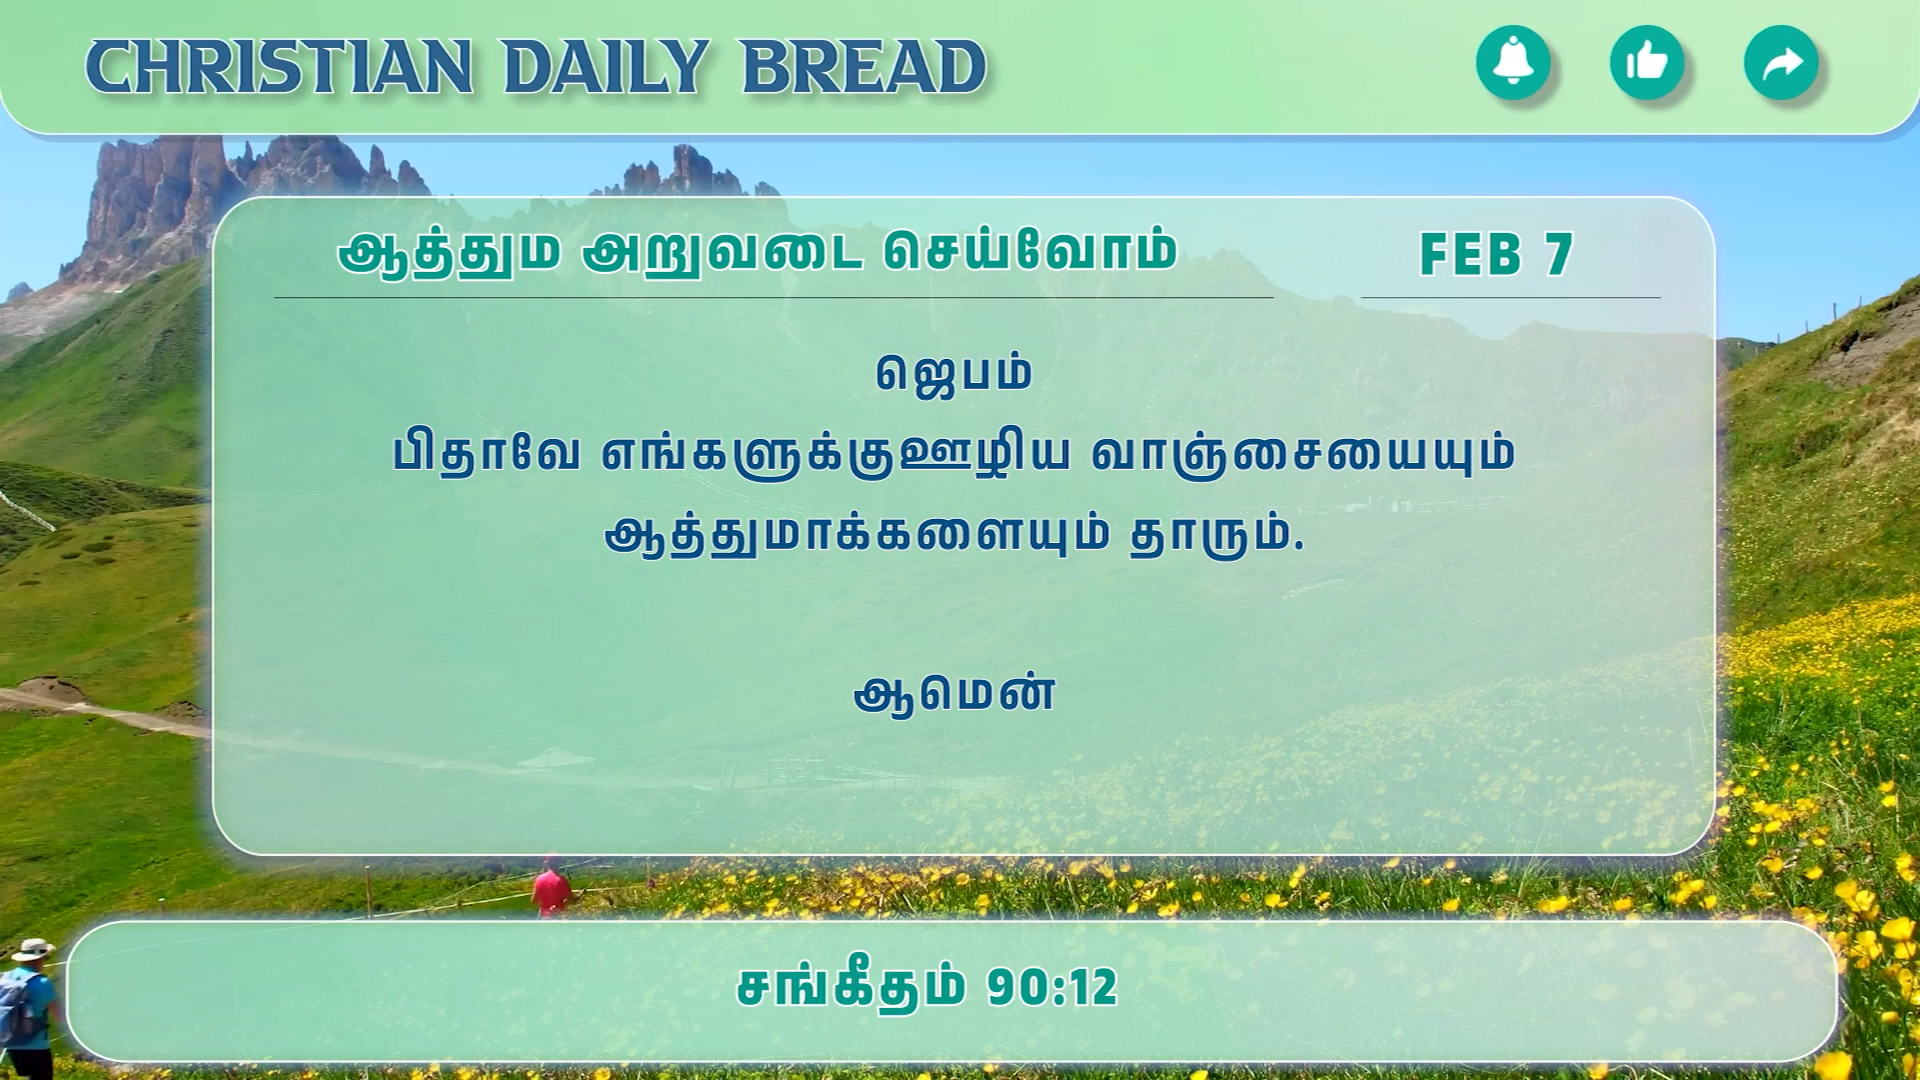 CHRISTIAN DAILY BREAD
ஆத்தும அறுவடை செய்வோம்
FEB 7
ஜெபம்
பிதாவே எங்களுக்குஊழிய வாஞ்சையையும்
ஆத்துமாக்களையும் தாரும்.
ஆமென்
சங்கீதம் 90:12